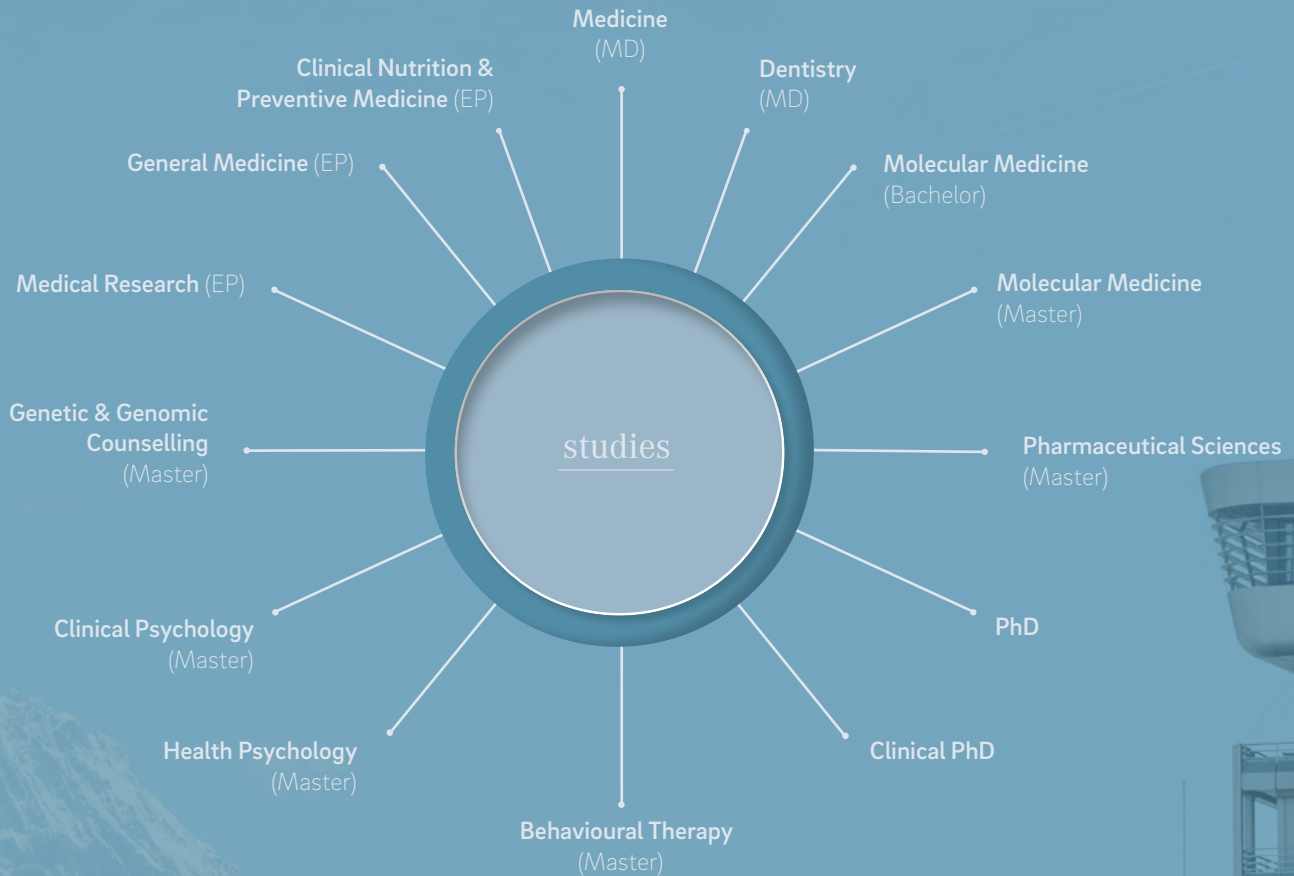 Medicine
(MD)
Dentistry
(MD)
Molecular Medicine
(Bachelor)
Molecular Medicine
(Master)
Pharmaceutical Sciences
(Master)
PhD
Clinical PhD
Behavioural Therapy
(Master)
Health Psychology
(Master)
Clinical Psychology
(Master)
Genetic & Genomic
Counselling
(Master)
Medical Research (EP)
General Medicine (EP)
Clinical Nutrition &
Preventive Medicine (EP)
studies